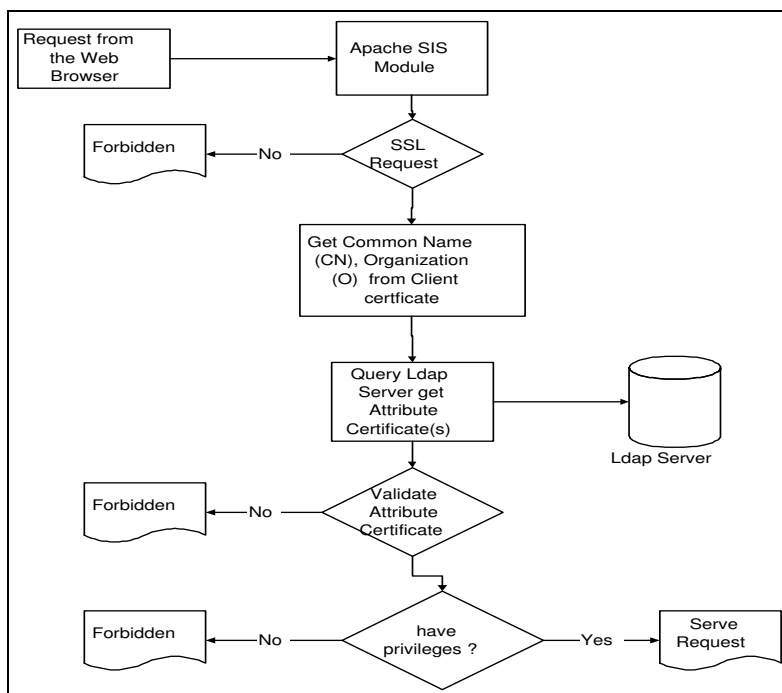 Request from
the Web
Browser
Apache SIS
Module
Forbidden
No
SSL
Request
Get Common Name
(CN), Organization
(O) from Client
certficate
Query Ldap
Server get
Attribute
Certificate(s)
Ldap Server
Forbidden
No
Validate
Attribute
Certificate
Forbidden
No
have
privileges ?
Yes
Serve
Request